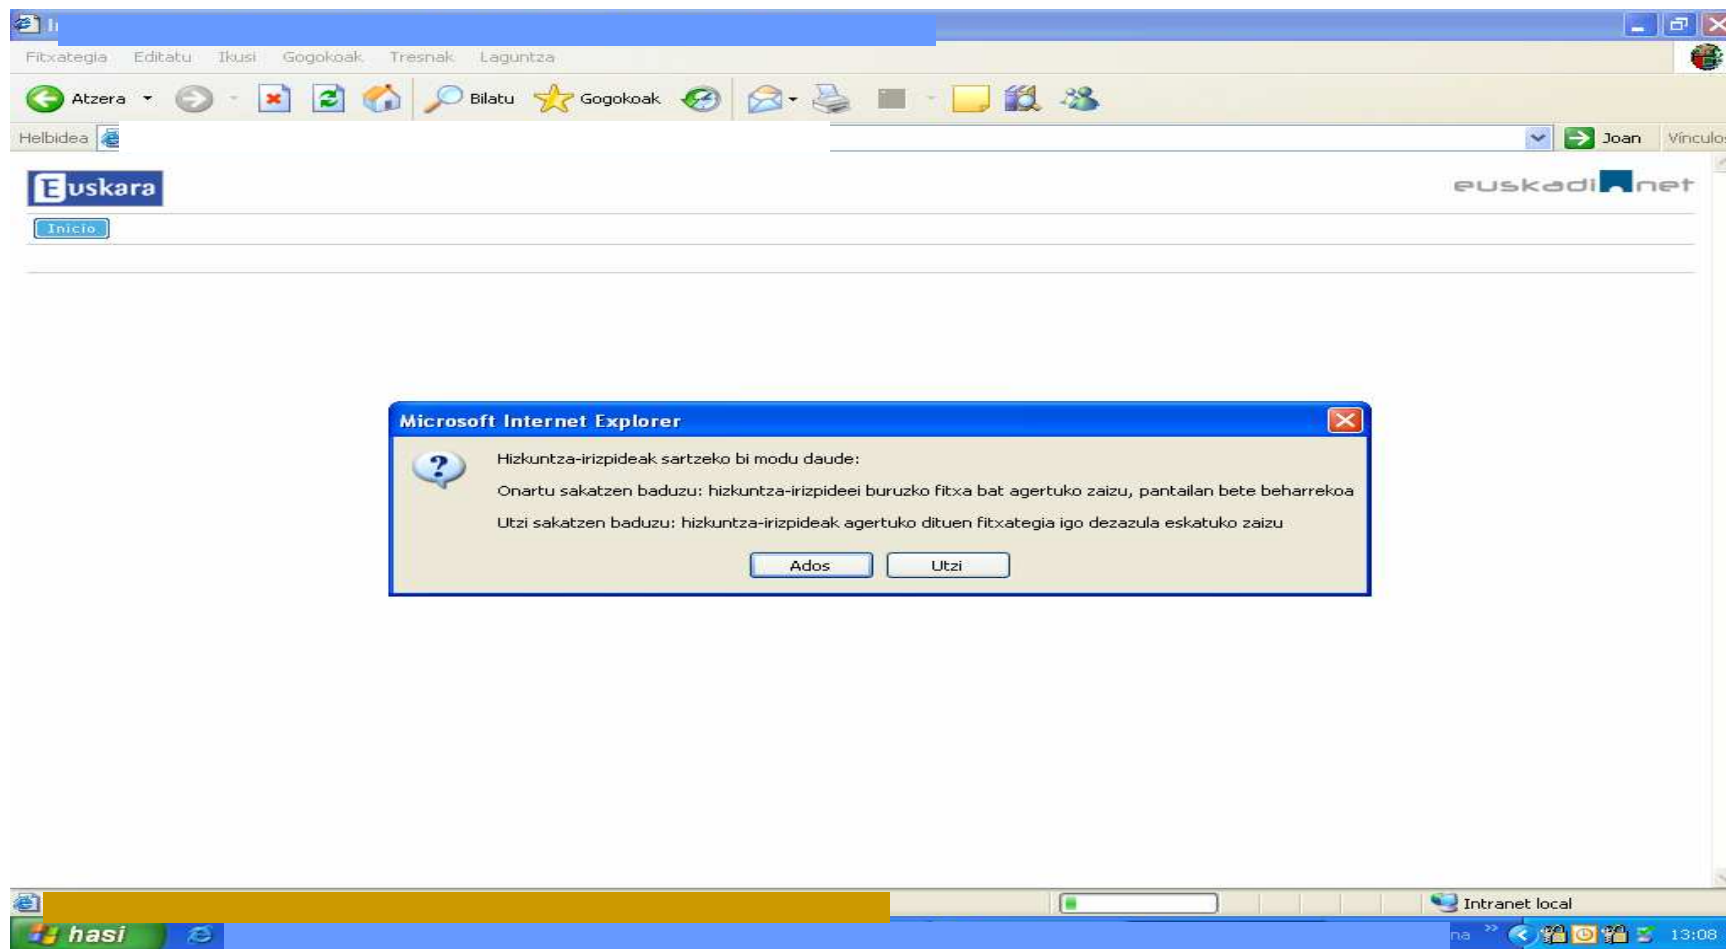 Fitxategia Editatu Ikusi Gogokoak Tresnak Laguntza
Atzera Bilatu Gogokoak
Helbidea Joan
Euskara euskadi net
Inicio
Microsoft Internet Explorer
Hizkuntza-irizpideak sartzeko bi modu daude:
Onartu sakatzen baduzu: hizkuntza-irizpideei buruzko fitxa bat agertuko zaizu, pantailan bete beharrekoa
Utzi sakatzen baduzu: hizkuntza-irizpideak agertuko dituen fitxategia igo dezazula eskatuko zaizu
Ados Utzi
Intranet local
hasi na » 13:08